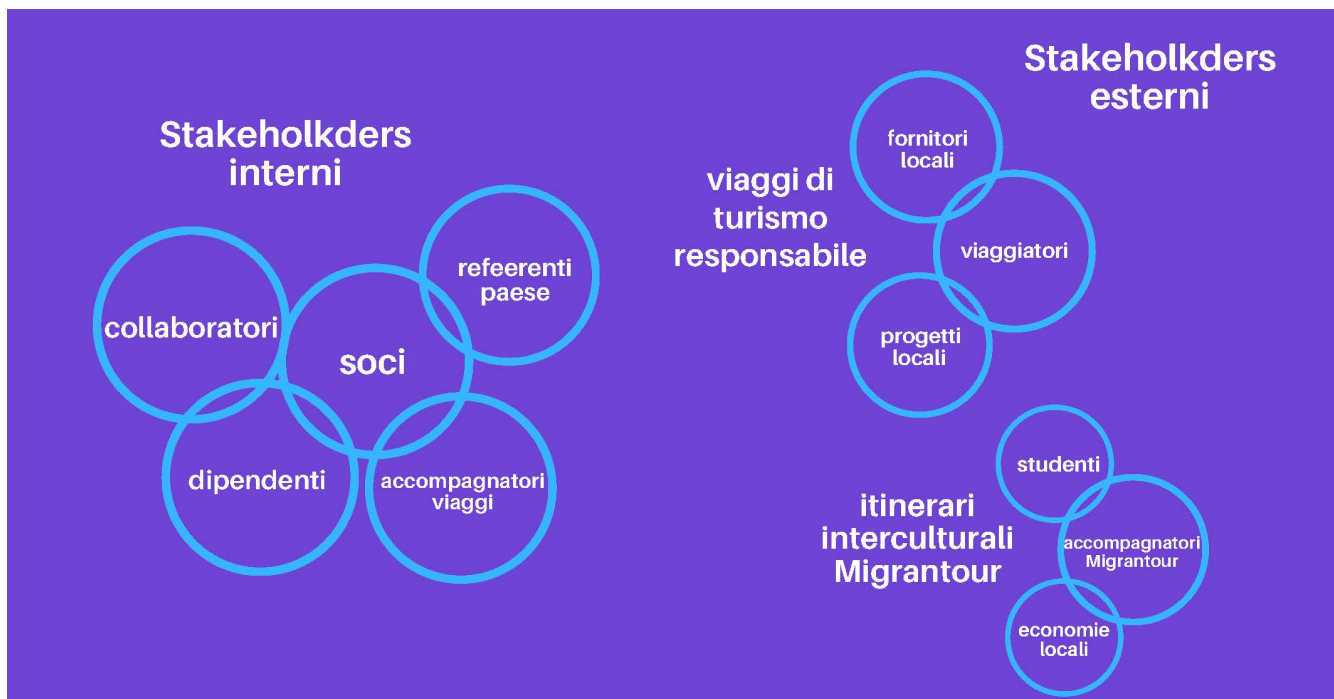 Stakeholkders
interni
collaboratori
soci
refeerenti
paese
dipendenti
accompagnatori
viaggi
Stakeholkders
esterni
viaggi di
turismo
responsabile
fornitori
locali
viaggiatori
progetti
locali
itinerari
interculturali
Migrantour
studenti
accompagnatori
Migrantour
economie
locali